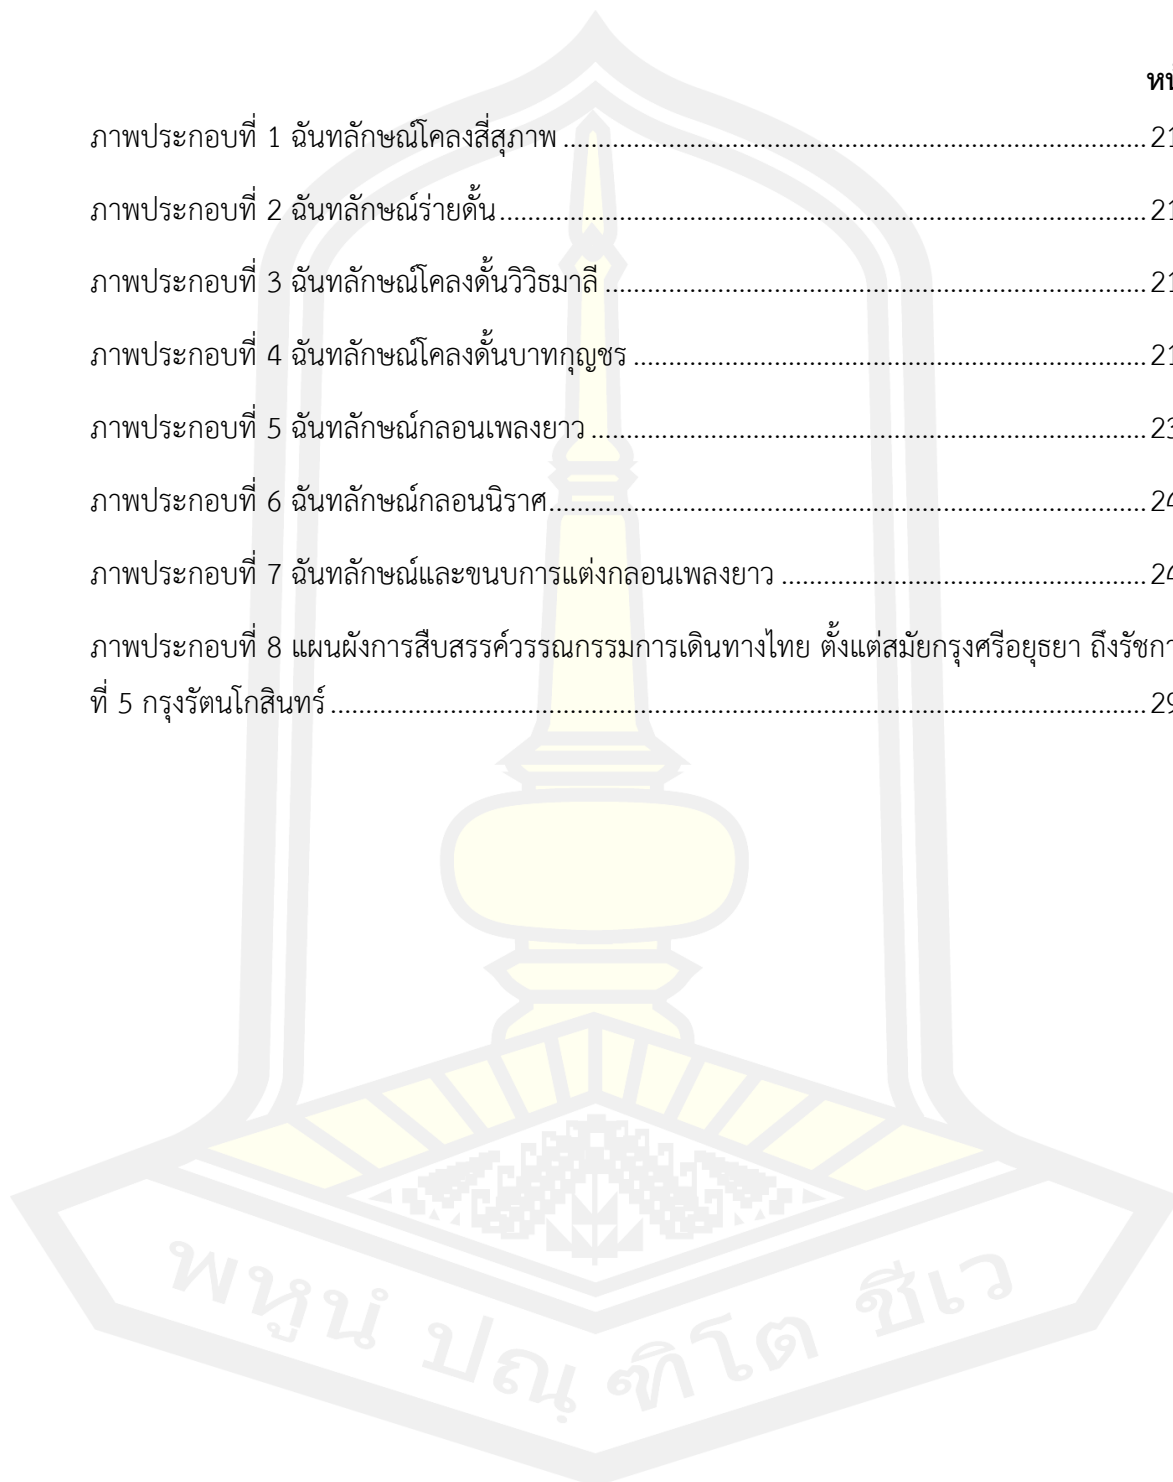 ภาพประกอบที่ 1 ฉันทลักษณ์โคลงสี่สุภาพ ........................................................................ 21
ภาพประกอบที่ 2 ฉันทลักษณ์ร่ายดั้น ................................................................................ 21
ภาพประกอบที่ 3 ฉันทลักษณ์โคลงดั้นวิวิธมาลี ................................................................... 21
ภาพประกอบที่ 4 ฉันทลักษณ์โคลงดั้นบาทกุญชร ................................................................ 21
ภาพประกอบที่ 5 ฉันทลักษณ์กลอนเพลงยาว ..................................................................... 23
ภาพประกอบที่ 6 ฉันทลักษณ์กลอนนิราศ .......................................................................... 24
ภาพประกอบที่ 7 ฉันทลักษณ์และขนบการแต่งกลอนเพลงยาว .............................................. 24
ภาพประกอบที่ 8 แผนผังการสืบสรรค์วรรณกรรมการเดินทางไทย ตั้งแต่สมัยกรุงศรีอยุธยา ถึงรัชกา
ที่ 5 กรุงรัตนโกสินทร์ ..................................................................................................... 29
พหูนํ ปณฺฑิโต ชีเว